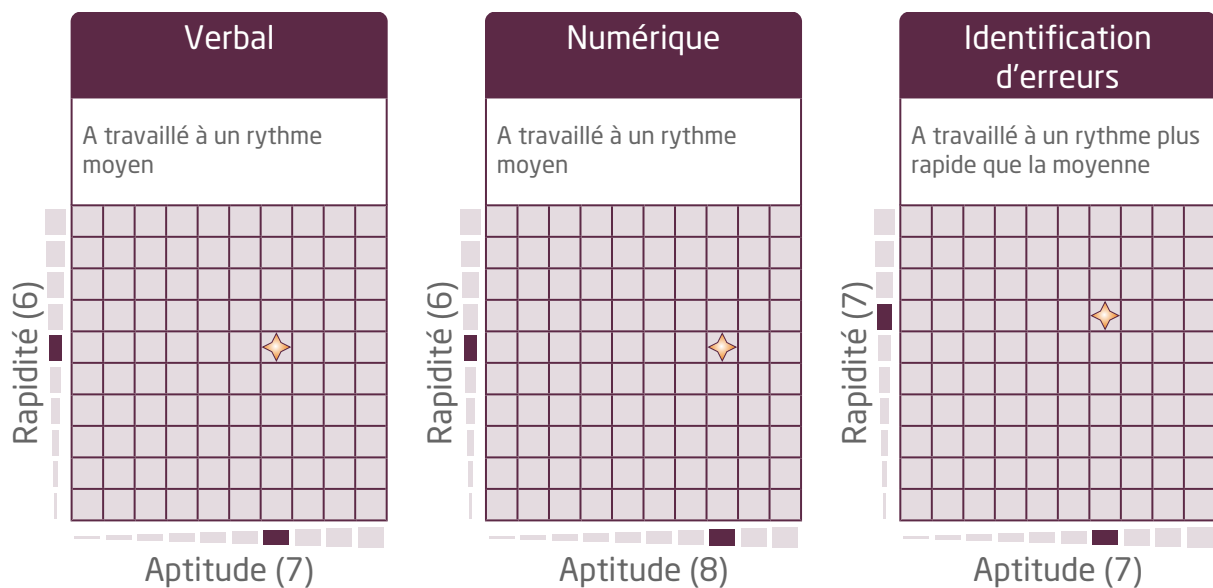 Verbal
A travaillé à un rythme
moyen
Rapidité (6)
Aptitude (7)
Numérique
A travaillé à un rythme
moyen
Rapidité (6)
Aptitude (8)
Identification
d'erreurs
A travaillé à un rythme plus
rapide que la moyenne
Rapidité (7)
Aptitude (7)